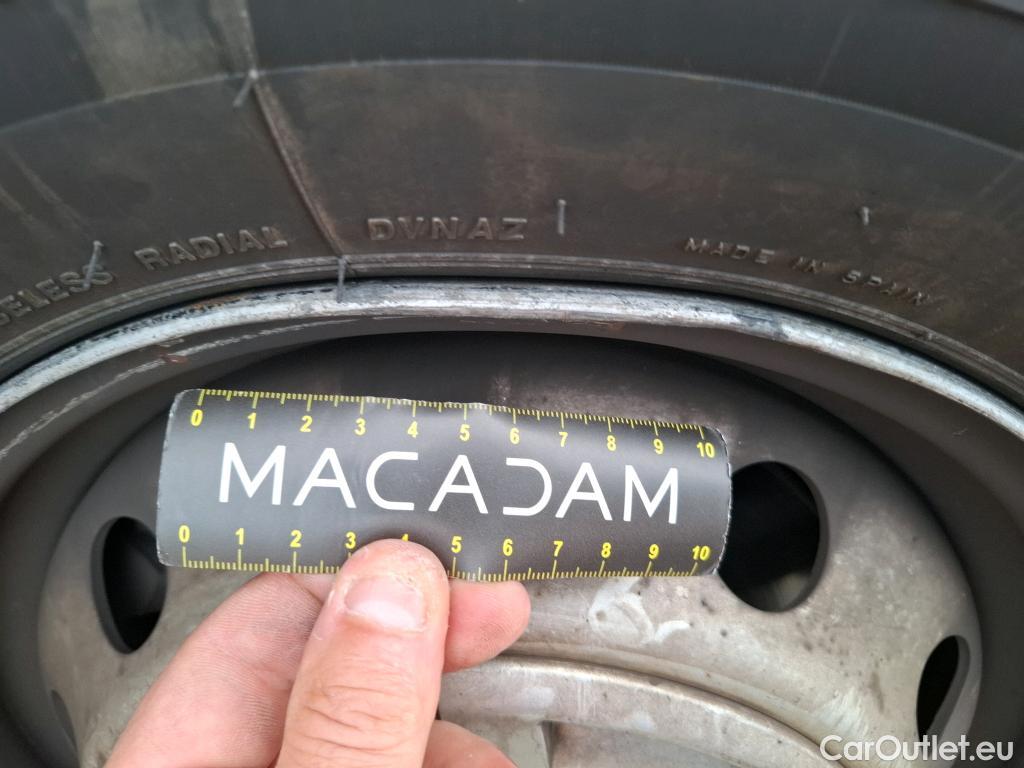 BELESS RADIAL DVNAZ MADE IN SPAIN
0 1 2 3 4 5 6 7 8 9 10
MACADAM
0 1 2 3 4 5 6 7 8 9 10
CarOutlet.eu